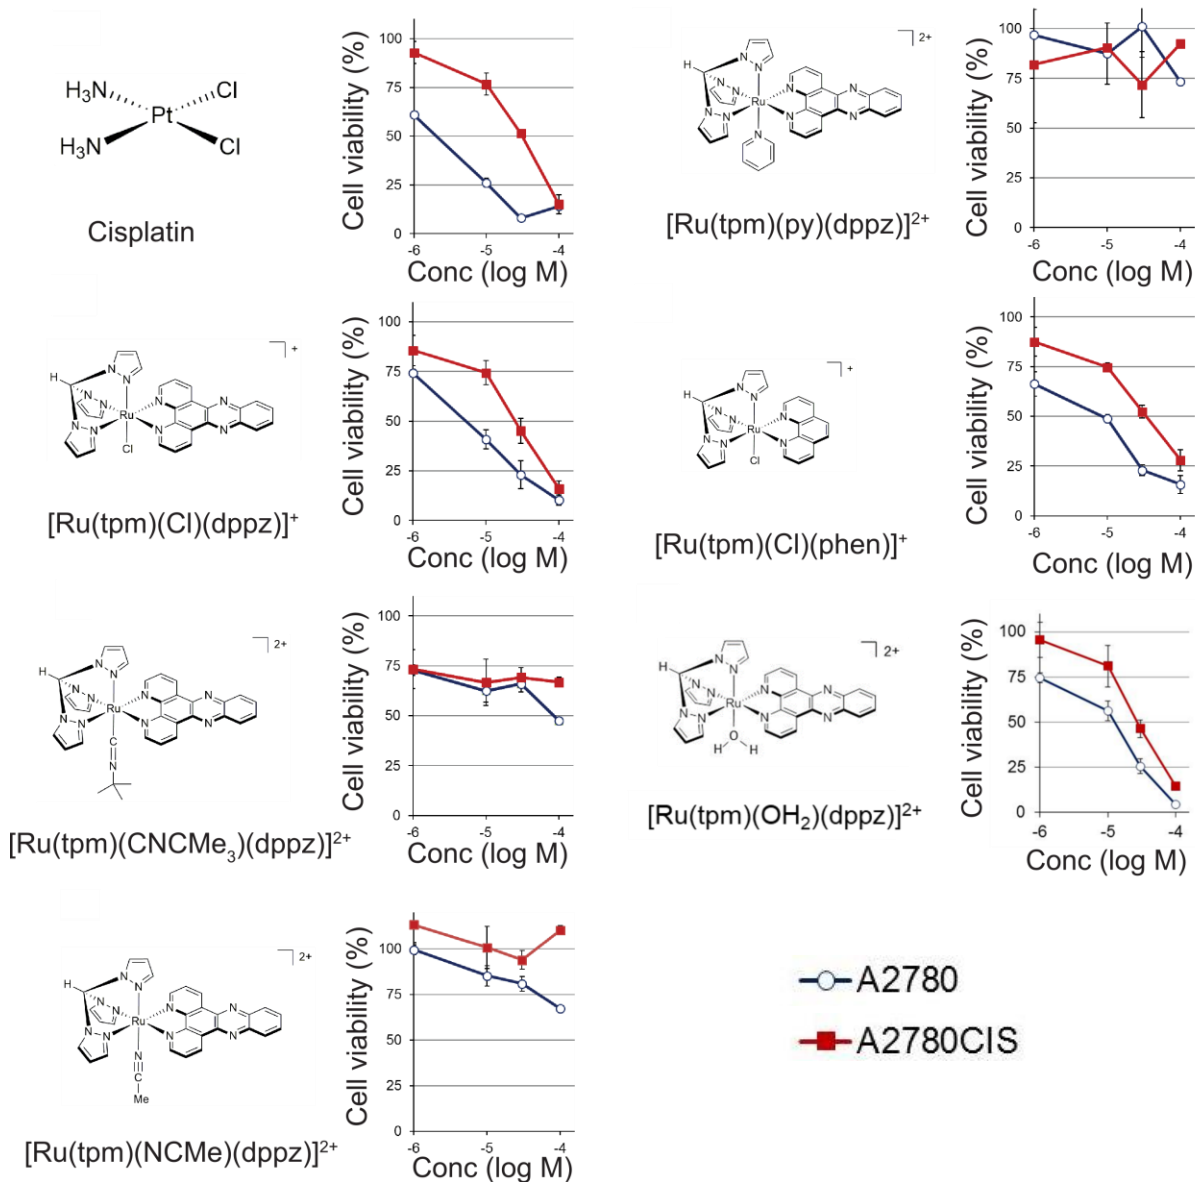 H₃N
H₃N
Pt
Cl
Cl
Cisplatin
Cell viability (%)
100
75
50
25
0
-6
-5
-4
Conc (log M)
2+
H
N
N
N
N
N
N
Ru
N
N
N
N
[Ru(tpm)(py)(dppz)]²⁺
Cell viability (%)
100
75
50
25
0
-6
-5
-4
Conc (log M)
+
H
N
N
N
N
N
N
Ru
Cl
N
N
N
N
[Ru(tpm)(Cl)(dppz)]⁺
Cell viability (%)
100
75
50
25
0
-6
-5
-4
Conc (log M)
+
H
N
N
N
N
N
N
Ru
Cl
N
N
[Ru(tpm)(Cl)(phen)]⁺
Cell viability (%)
100
75
50
25
0
-6
-5
-4
Conc (log M)
2+
H
N
N
N
N
N
N
Ru
C
N
N
N
N
N
[Ru(tpm)(CNCMe₃)(dppz)]²⁺
Cell viability (%)
100
75
50
25
0
-6
-5
-4
Conc (log M)
2+
H
N
N
N
N
N
N
Ru
O
H
H
N
N
N
N
[Ru(tpm)(OH₂)(dppz)]²⁺
Cell viability (%)
100
75
50
25
0
-6
-5
-4
Conc (log M)
2+
H
N
N
N
N
N
N
Ru
N
C
Me
N
N
N
N
[Ru(tpm)(NCMe)(dppz)]²⁺
Cell viability (%)
100
75
50
25
0
-6
-5
-4
Conc (log M)
A2780
A2780CIS